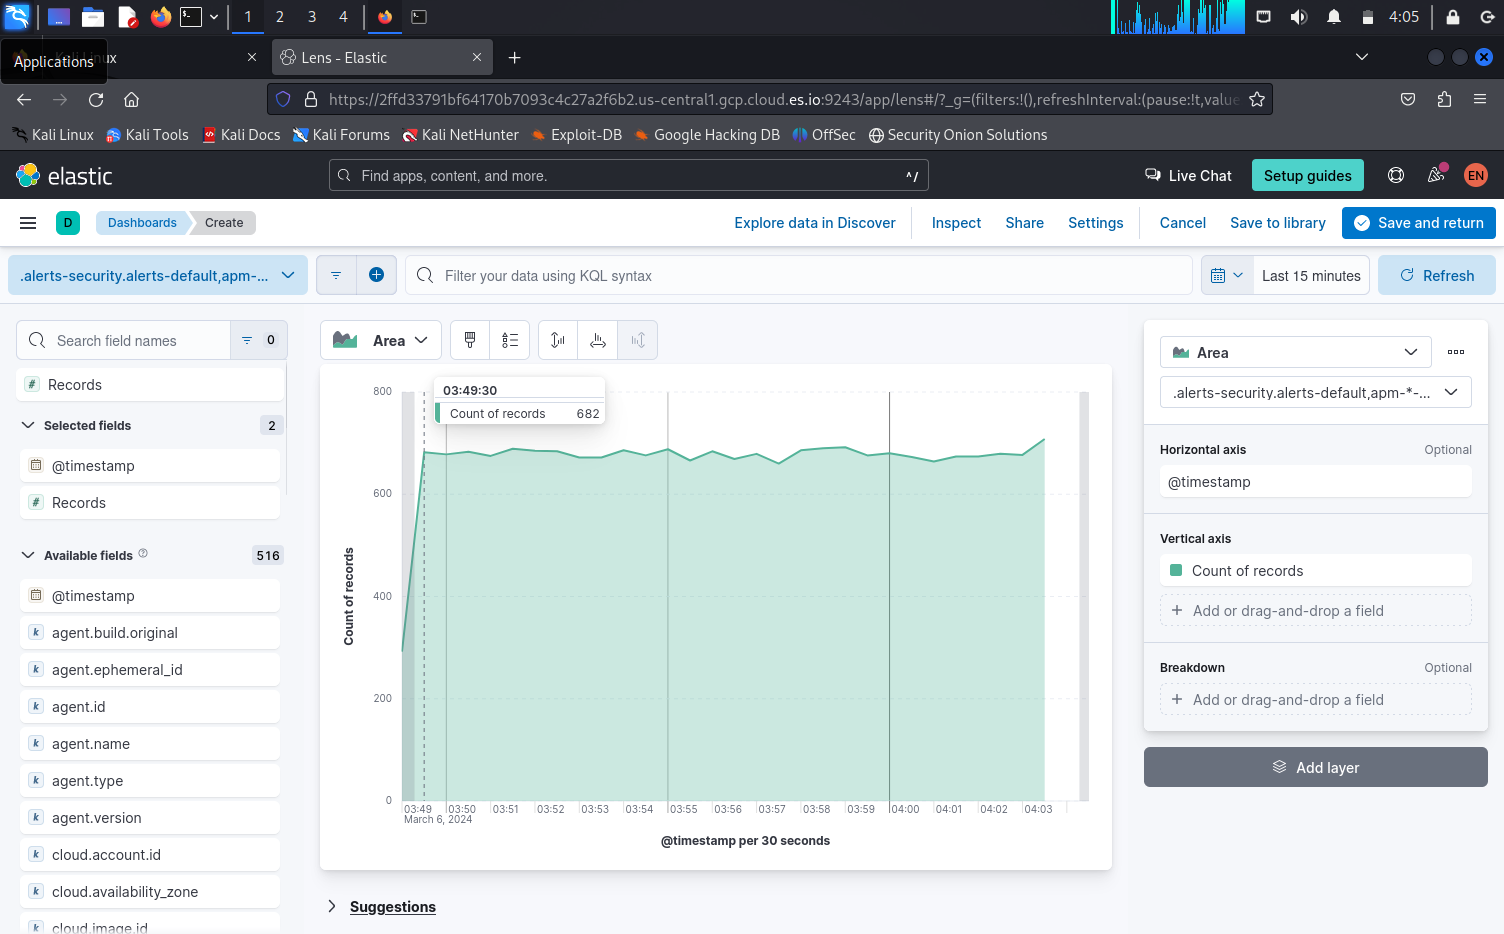 1 2 3 4
4:05
Applications
Linux
Lens - Elastic
https://2ffd33791bf64170b7093c4c27a2f6b2.us-central1.gcp.cloud.es.io:9243/app/lens#/?_g=(filters:!(),refreshInterval:(pause:!t,value
Kali Linux Kali Tools Kali Docs Kali Forums Kali NetHunter Exploit-DB Google Hacking DB OffSec Security Onion Solutions
elastic
Find apps, content, and more.
^/
Live Chat
Setup guides
EN
D
Dashboards
Create
Explore data in Discover
Inspect
Share
Settings
Cancel
Save to library
Save and return
.alerts-security.alerts-default,apm-...
Filter your data using KQL syntax
Last 15 minutes
Refresh
Search field names
0
# Records
Selected fields
2
@timestamp
# Records
Available fields
516
@timestamp
k agent.build.original
k agent.ephemeral_id
k agent.id
k agent.name
k agent.type
k agent.version
k cloud.account.id
k cloud.availability_zone
k cloud.image.id
Area
03:49:30
Count of records 682
800
600
400
200
0
Count of records
03:49 03:50 03:51 03:52 03:53 03:54 03:55 03:56 03:57 03:58 03:59 04:00 04:01 04:02 04:03
March 6, 2024
@timestamp per 30 seconds
Suggestions
Area
.alerts-security.alerts-default,apm-*-...
Horizontal axis
Optional
@timestamp
Vertical axis
Count of records
Add or drag-and-drop a field
Breakdown
Optional
Add or drag-and-drop a field
Add layer